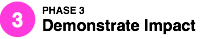 3
PHASE 3
Demonstrate Impact